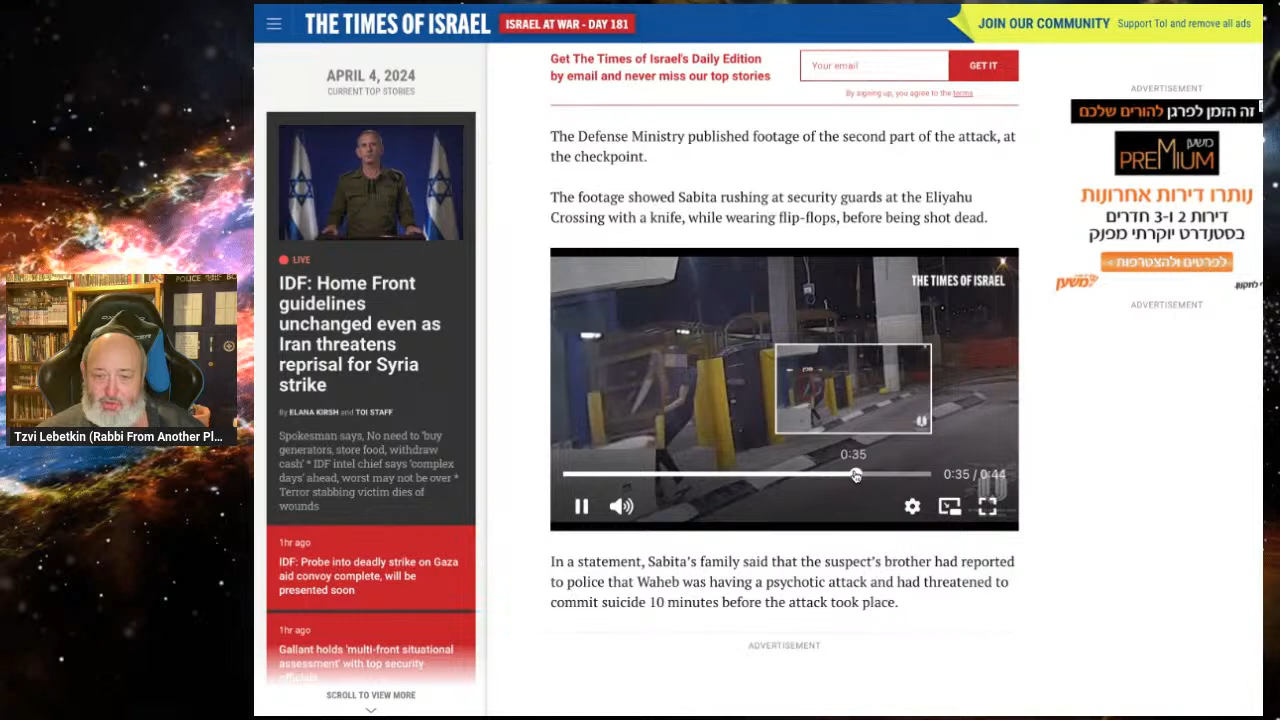 THE TIMES OF ISRAEL
ISRAEL AT WAR - DAY 181
JOIN OUR COMMUNITY
Support ToI and remove all ads
APRIL 4, 2024
CURRENT TOP STORIES
LIVE
IDF: Home Front
guidelines
unchanged even as
Iran threatens
reprisal for Syria
strike
By ELANA KIRSH and TOI STAFF
Spokesman says, No need to 'buy
generators, store food, withdraw
cash' * IDF intel chief says 'complex
days' ahead, worst may not be over *
Terror stabbing victim dies of
wounds
1hr ago
IDF: Probe into deadly strike on Gaza
aid convoy complete, will be
presented soon
1hr ago
Gallant holds 'multi-front situational
assessment' with top security
officials
SCROLL TO VIEW MORE
Get The Times of Israel's Daily Edition
by email and never miss our top stories
Your email
GET IT
By signing up, you agree to the terms
The Defense Ministry published footage of the second part of the attack, at
the checkpoint.
The footage showed Sabita rushing at security guards at the Eliyahu
Crossing with a knife, while wearing flip-flops, before being shot dead.
THE TIMES OF ISRAEL
0:35
0:35 / 0:44
In a statement, Sabita's family said that the suspect's brother had reported
to police that Waheb was having a psychotic attack and had threatened to
commit suicide 10 minutes before the attack took place.
ADVERTISEMENT
ADVERTISEMENT
זה הזמן לפרגן להורים שלכם
משען
PREMIUM
נותרו דירות אחרונות
דירות 2 ו-3 חדרים
בסטנדרט יוקרתי מפנק
לפרטים ולהצטרפות >
משען
ADVERTISEMENT
POLICE
Tzvi Lebetkin (Rabbi From Another Pl...